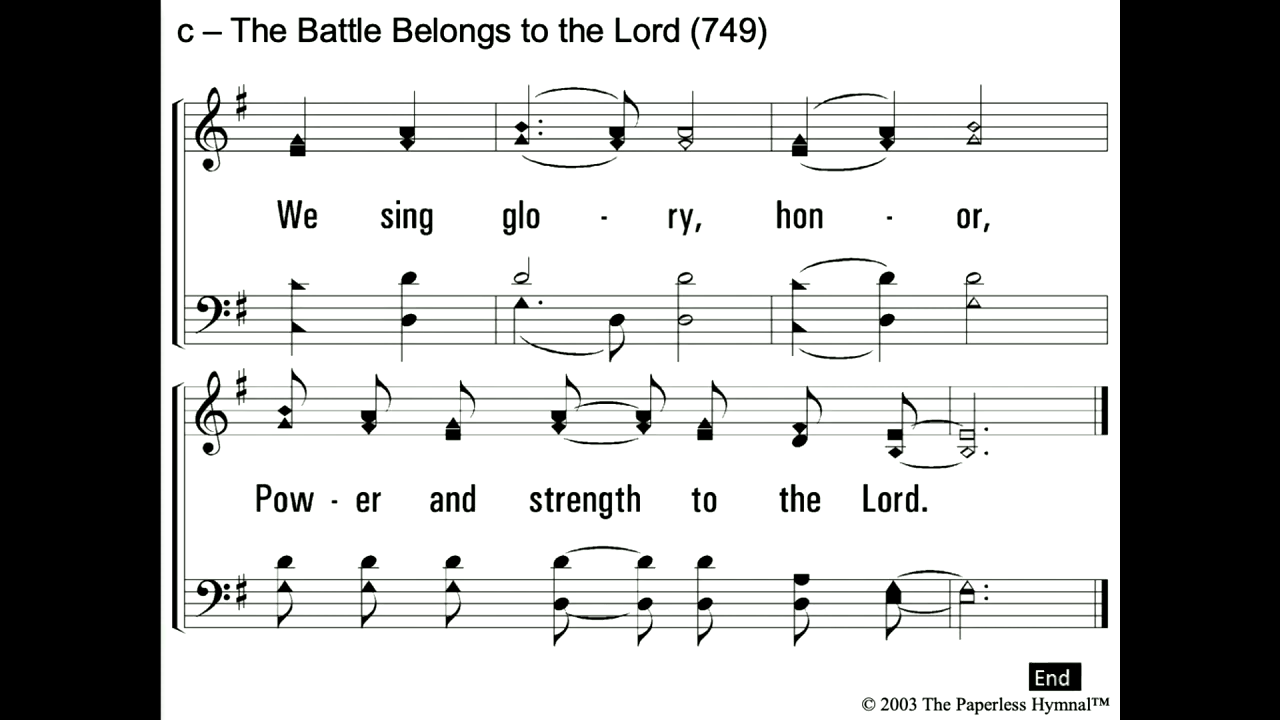 c – The Battle Belongs to the Lord (749)
We sing glo - ry, hon - or,
Pow - er and strength to the Lord.
End
© 2003 The Paperless Hymnal™